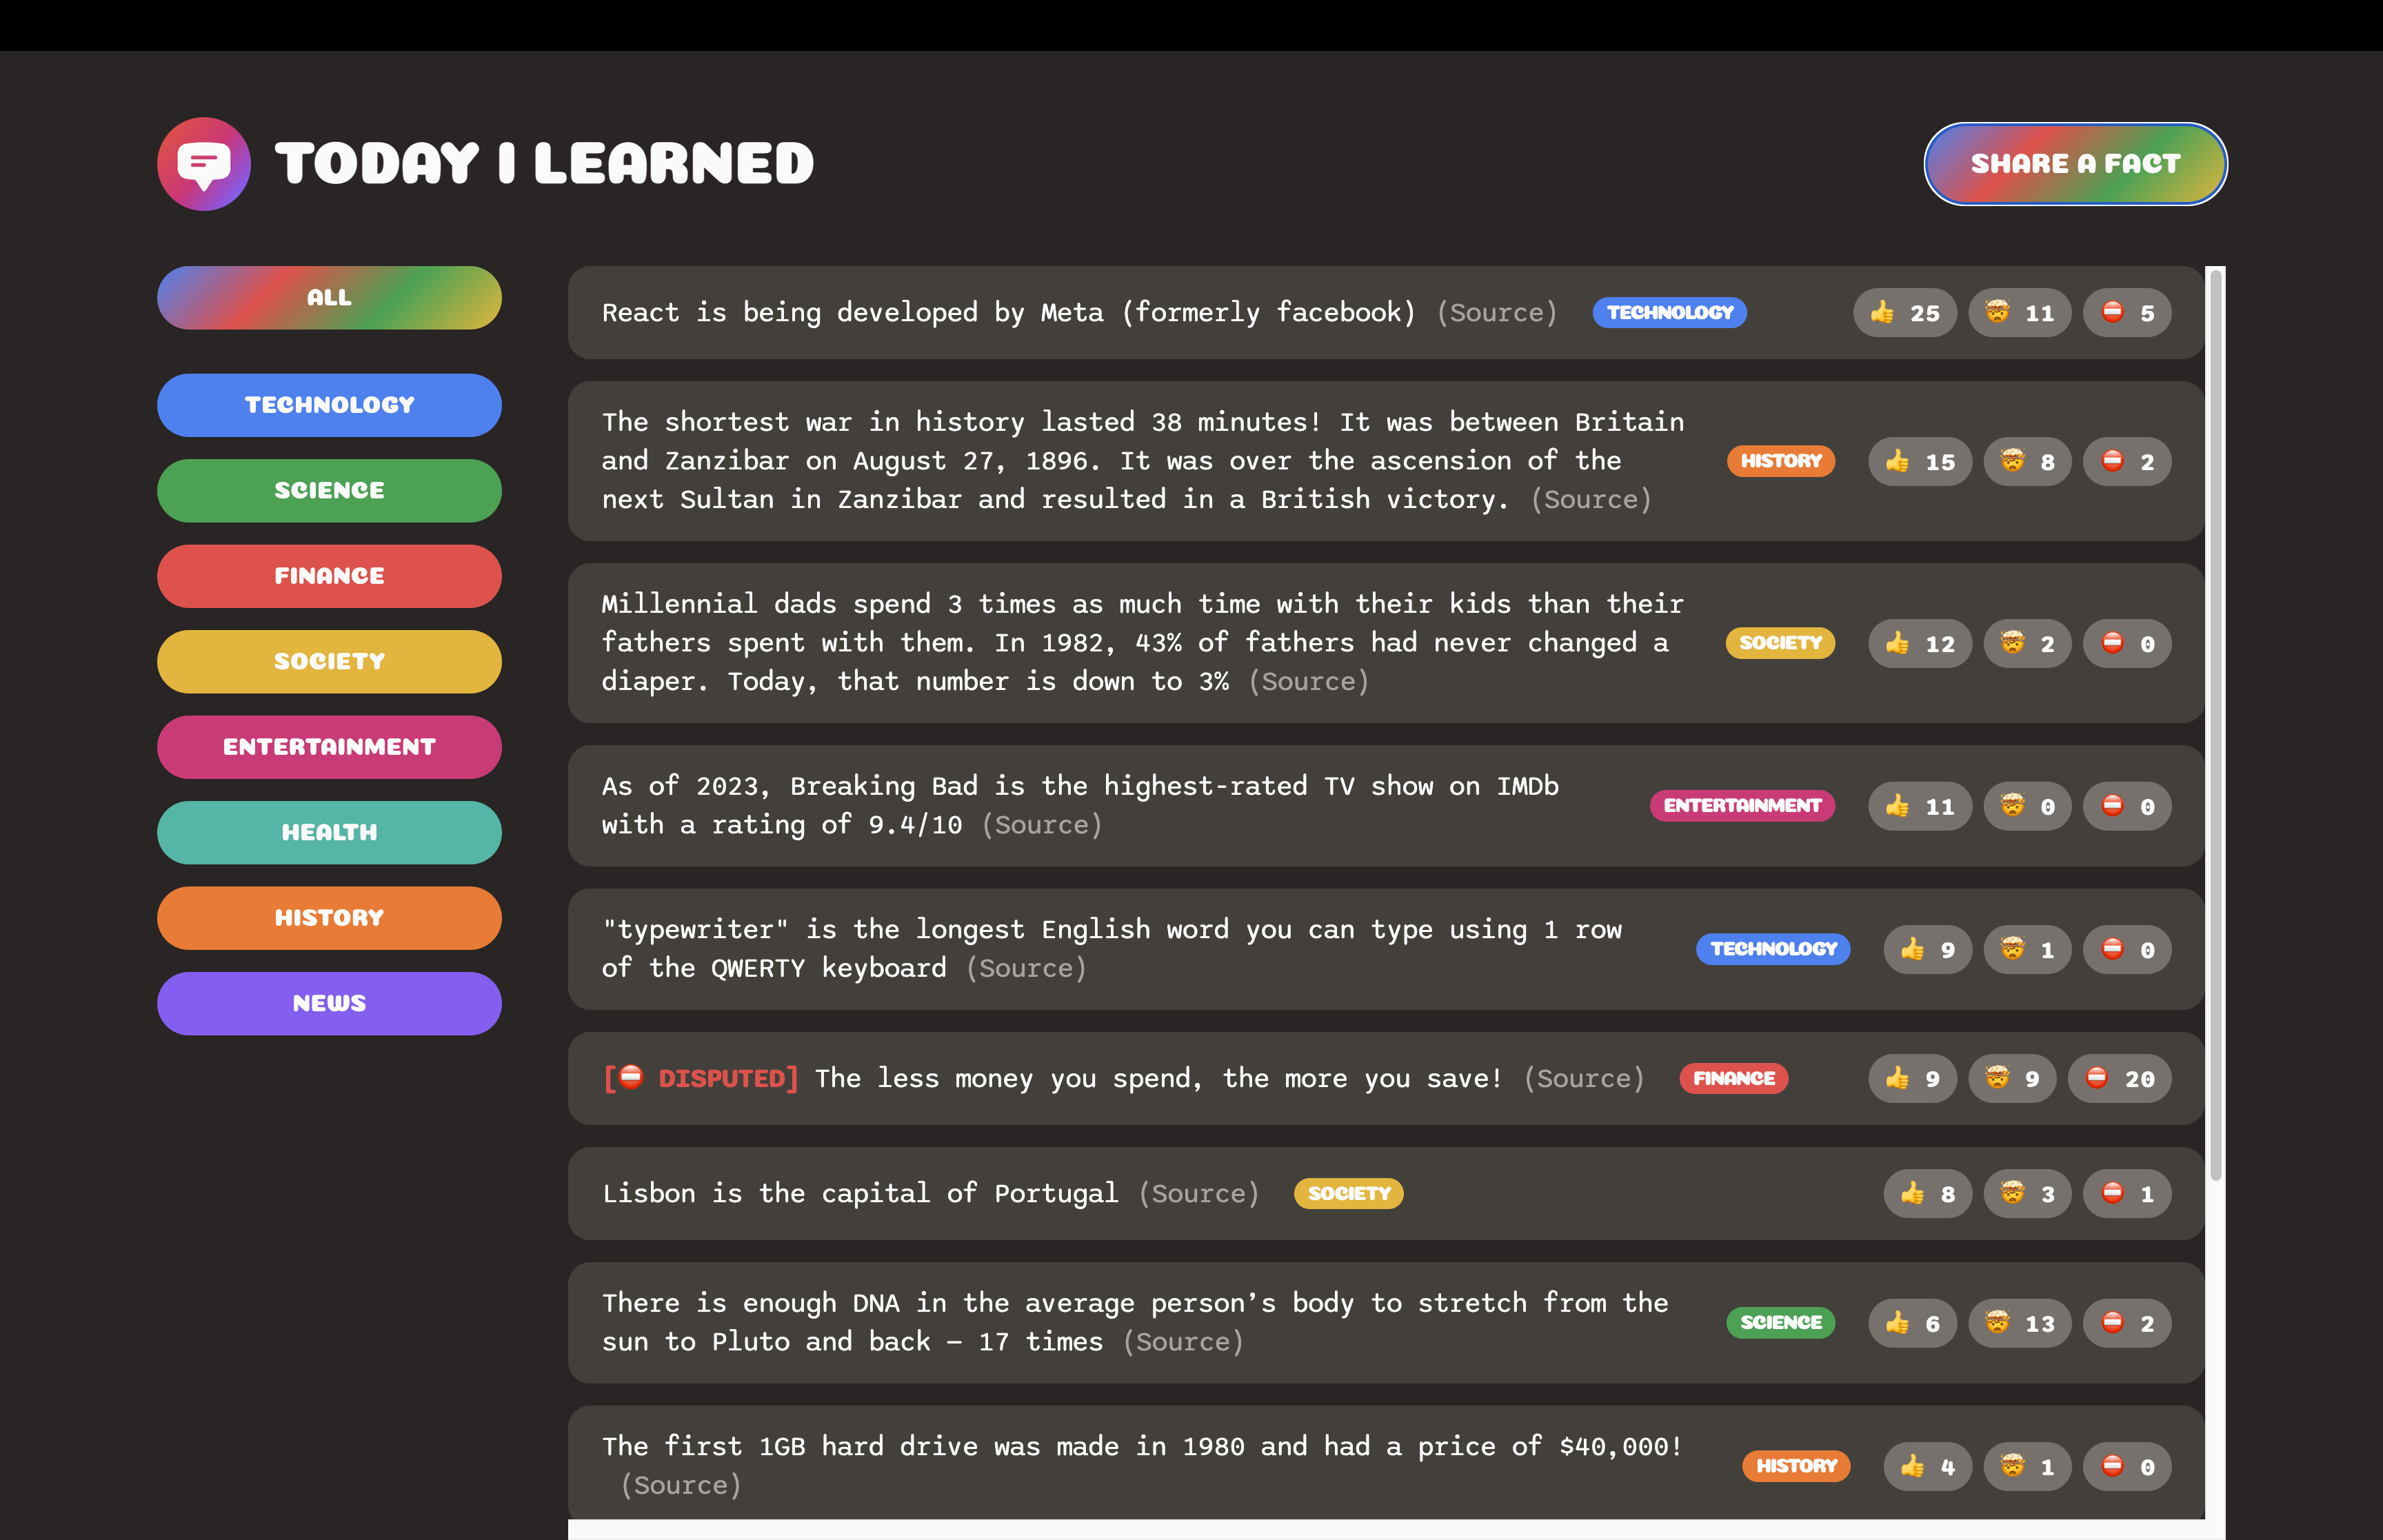 TODAY I LEARNED
SHARE A FACT
ALL
TECHNOLOGY
SCIENCE
FINANCE
SOCIETY
ENTERTAINMENT
HEALTH
HISTORY
NEWS
React is being developed by Meta (formerly facebook) (Source) TECHNOLOGY 👍 25 🤯 11 ⛔ 5
The shortest war in history lasted 38 minutes! It was between Britain
and Zanzibar on August 27, 1896. It was over the ascension of the
next Sultan in Zanzibar and resulted in a British victory. (Source)
HISTORY 👍 15 🤯 8 ⛔ 2
Millennial dads spend 3 times as much time with their kids than their
fathers spent with them. In 1982, 43% of fathers had never changed a
diaper. Today, that number is down to 3% (Source)
SOCIETY 👍 12 🤯 2 ⛔ 0
As of 2023, Breaking Bad is the highest-rated TV show on IMDb
with a rating of 9.4/10 (Source)
ENTERTAINMENT 👍 11 🤯 0 ⛔ 0
"typewriter" is the longest English word you can type using 1 row
of the QWERTY keyboard (Source)
TECHNOLOGY 👍 9 🤯 1 ⛔ 0
[⛔ DISPUTED] The less money you spend, the more you save! (Source) FINANCE 👍 9 🤯 9 ⛔ 20
Lisbon is the capital of Portugal (Source) SOCIETY 👍 8 🤯 3 ⛔ 1
There is enough DNA in the average person’s body to stretch from the
sun to Pluto and back — 17 times (Source)
SCIENCE 👍 6 🤯 13 ⛔ 2
The first 1GB hard drive was made in 1980 and had a price of $40,000!
(Source)
HISTORY 👍 4 🤯 1 ⛔ 0